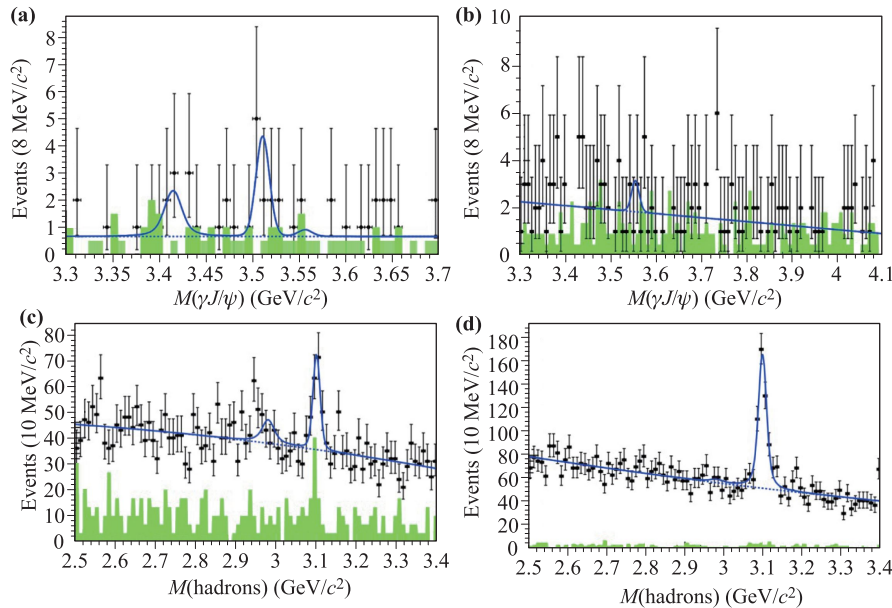 (a)
Events (8 MeV/c²)
8
7
6
5
4
3
2
1
0
3.3 3.35 3.4 3.45 3.5 3.55 3.6 3.65 3.7
M(γJ/ψ) (GeV/c²)
(b)
Events (8 MeV/c²)
10
8
6
4
2
0
3.3 3.4 3.5 3.6 3.7 3.8 3.9 4 4.1
M(γJ/ψ) (GeV/c²)
(c)
Events (10 MeV/c²)
80
70
60
50
40
30
20
10
0
2.5 2.6 2.7 2.8 2.9 3 3.1 3.2 3.3 3.4
M(hadrons) (GeV/c²)
(d)
Events (10 MeV/c²)
180
160
140
120
100
80
60
40
20
0
2.5 2.6 2.7 2.8 2.9 3 3.1 3.2 3.3 3.4
M(hadrons) (GeV/c²)